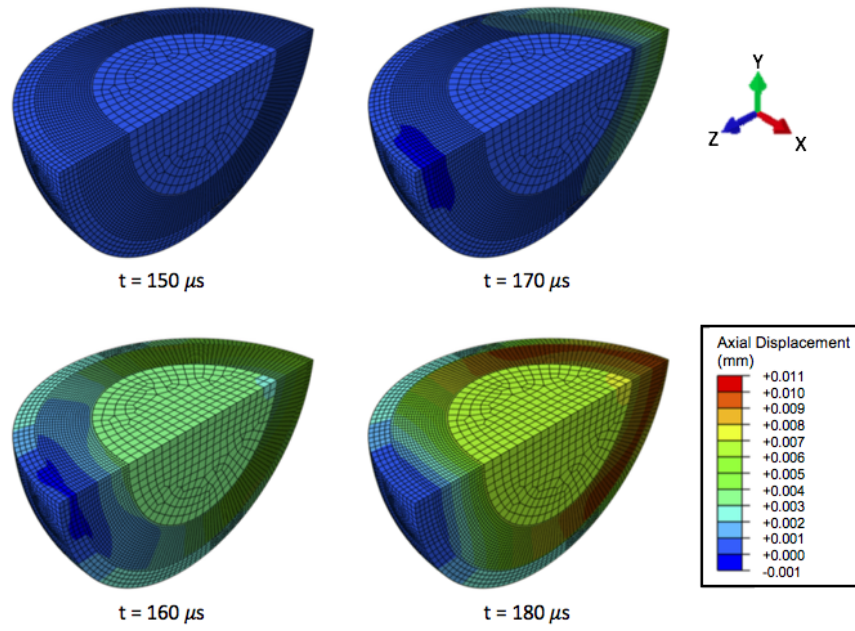 Y
Z
X
t = 150 μs
t = 170 μs
Axial Displacement
(mm)
+0.011
+0.010
+0.009
+0.008
+0.007
+0.006
+0.005
+0.004
+0.003
+0.002
+0.001
+0.000
-0.001
t = 160 μs
t = 180 μs